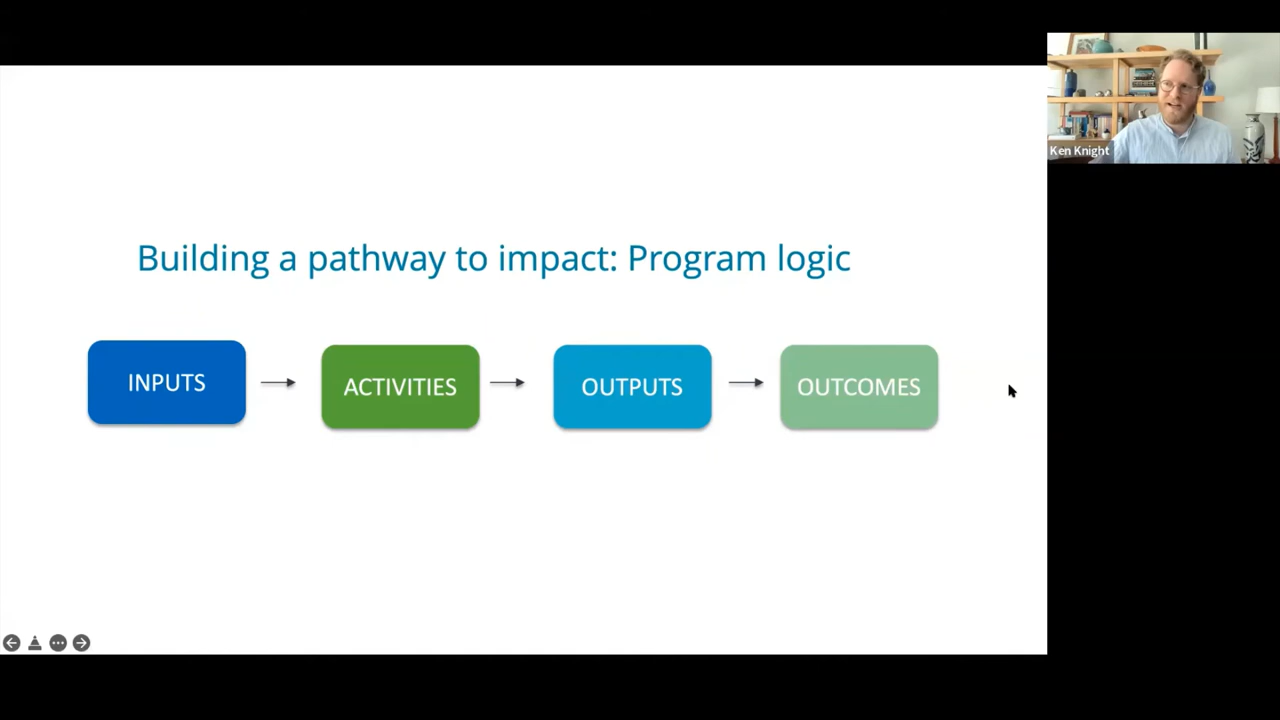 Building a pathway to impact: Program logic
INPUTS
ACTIVITIES
OUTPUTS
OUTCOMES
Ken Knight